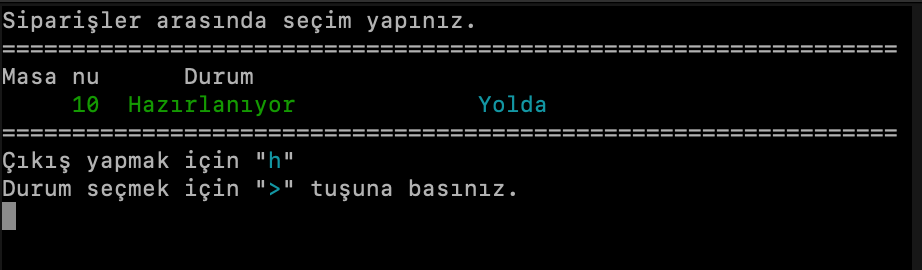 Siparişler arasında seçim yapınız.
================================================================
Masa nu      Durum
     10  Hazırlanıyor             Yolda
================================================================
Çıkış yapmak için "h"
Durum seçmek için ">" tuşuna basınız.